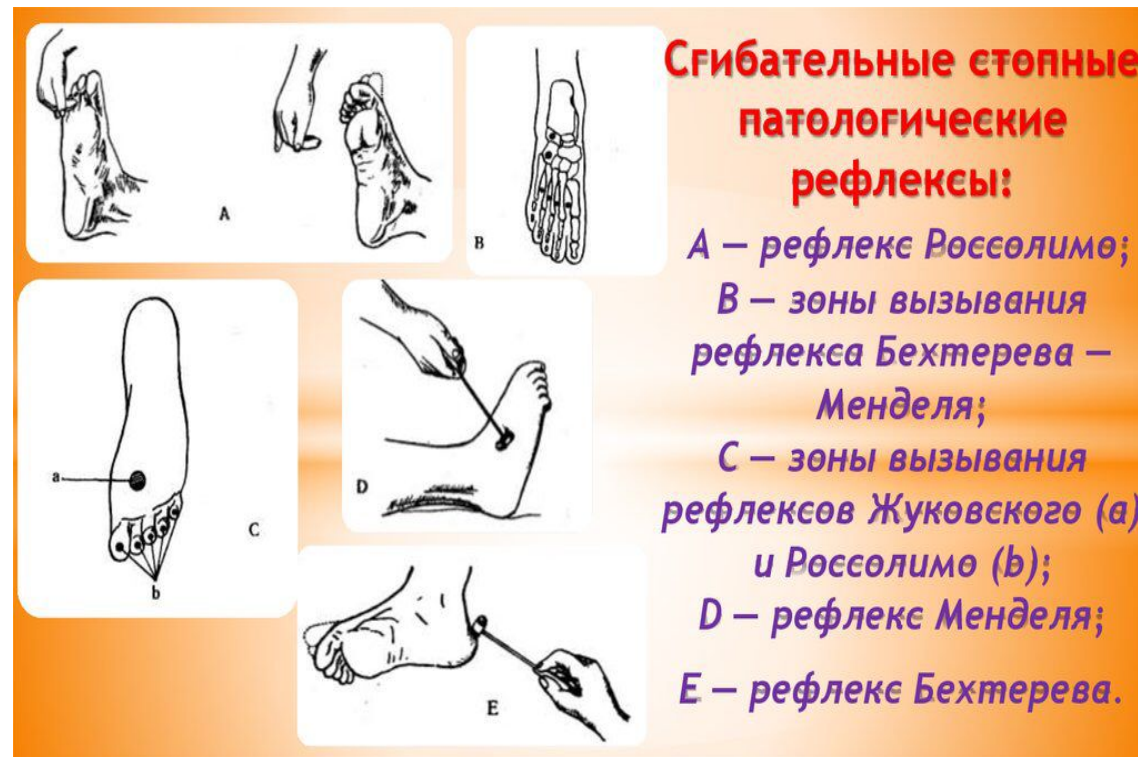 Сгибательные стопные
патологические
рефлексы:
А — рефлекс Россолимо;
В — зоны вызывания
рефлекса Бехтерева —
Менделя;
С — зоны вызывания
рефлексов Жуковского (а)
и Россолимо (b);
D — рефлекс Менделя;
Е — рефлекс Бехтерева.
A
B
a
C
b
D
E